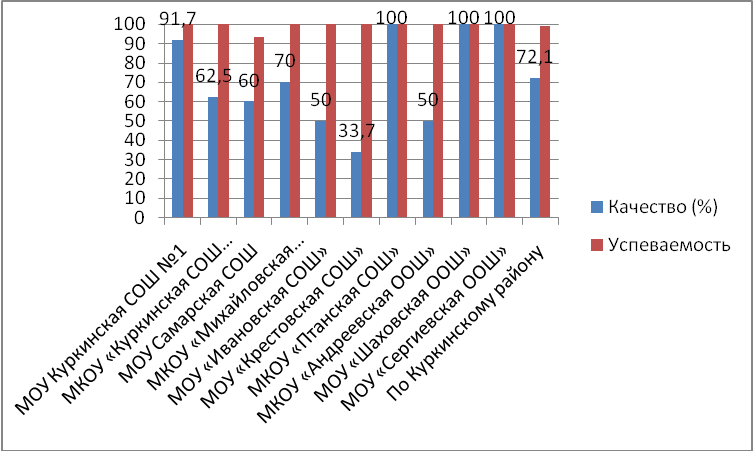 100
90
80
70
60
50
40
30
20
10
0
91,7
62,5
60
70
50
33,7
100
50
100
100
72,1
МОУ Куркинская СОШ №1
МКОУ «Куркинская СОШ...
МОУ Самарская СОШ
МКОУ «Михайловская...
МОУ «Ивановская СОШ»
МОУ «Крестовская СОШ»
МКОУ «Птанская СОШ»
МКОУ «Андреевская ООШ»
МОУ «Шаховская ООШ»
МОУ «Сергиевская ООШ»
По Куркинскому району
Качество (%)
Успеваемость